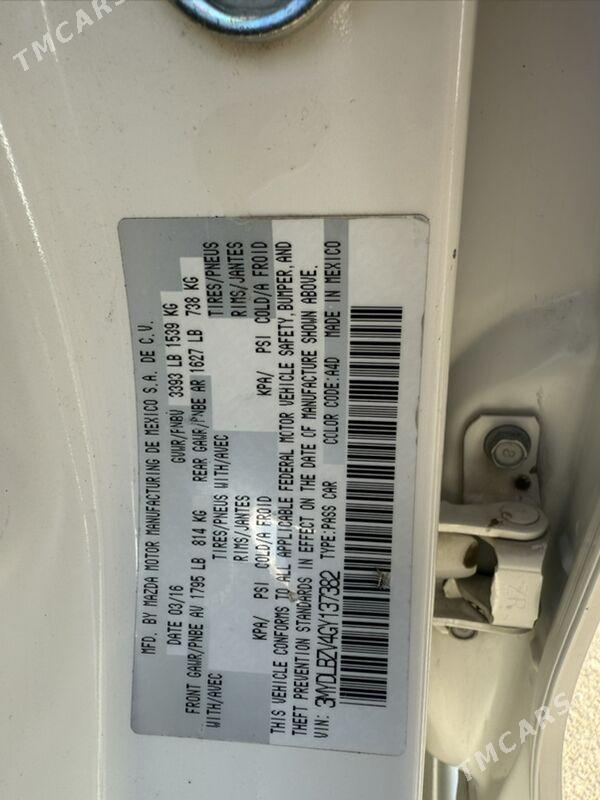 TMCARS
MFD. BY MAZDA MOTOR MANUFACTURING DE MEXICO S.A. DE C.V.
DATE 03/16 GVWR/PNBV 3393 LB 1539 KG
FRONT GAWR/PNBE AV 1795 LB 814 KG REAR GAWR/PNBE AR 1627 LB 738 KG
WITH/AVEC TIRES/PNEUS WITH/AVEC TIRES/PNEUS
RIMS/JANTES RIMS/JANTES
KPA/ PSI COLD/A FROID KPA/ PSI COLD/A FROID
THIS VEHICLE CONFORMS TO ALL APPLICABLE FEDERAL MOTOR VEHICLE SAFETY, BUMPER, AND
THEFT PREVENTION STANDARDS IN EFFECT ON THE DATE OF MANUFACTURE SHOWN ABOVE.
VIN: 3MYDLBZV4GY137382 TYPE:PASS CAR COLOR CODE:A4D MADE IN MEXICO
8
ZR
TMCARS